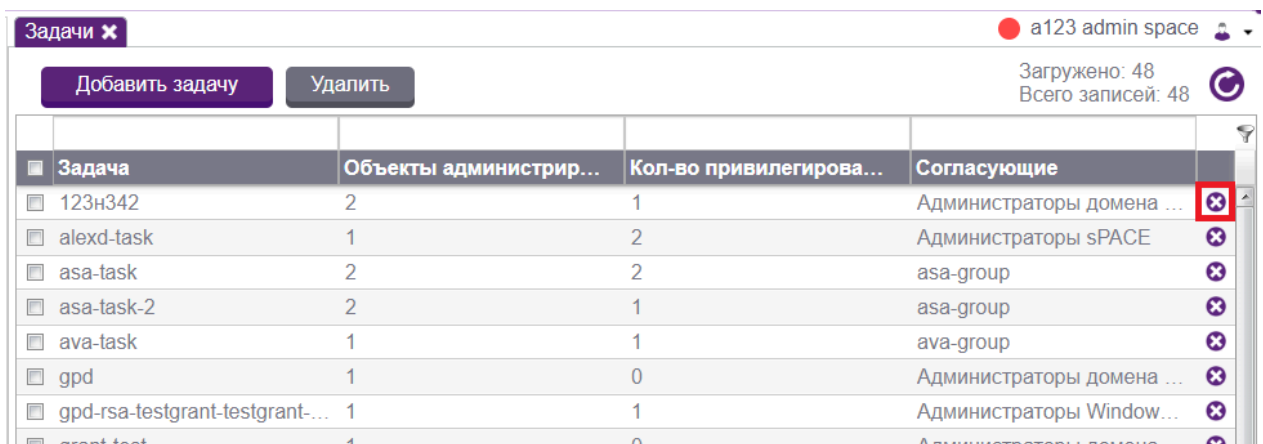 Задачи
a123 admin space
Добавить задачу
Удалить
Загружено: 48
Всего записей: 48
Задача Объекты администрир... Кол-во привилегирова... Согласующие
123н342 2 1 Администраторы домена ...
alexd-task 1 2 Администраторы sPACE
asa-task 2 2 asa-group
asa-task-2 2 1 asa-group
ava-task 1 1 ava-group
gpd 1 0 Администраторы домена ...
gpd-rsa-testgrant-testgrant-... 1 1 Администраторы Window...